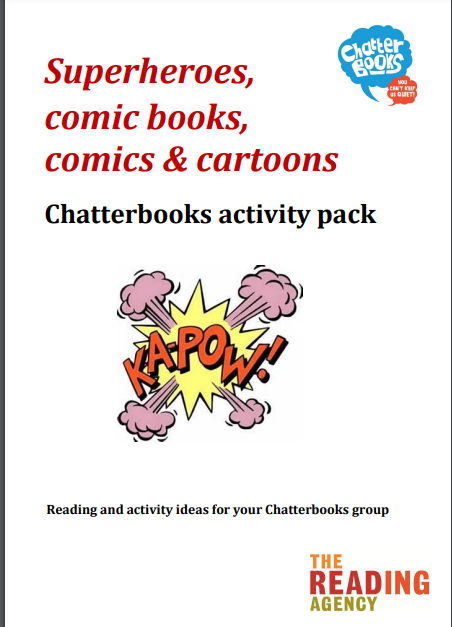 Chatter
Books
YOU
CAN'T KEEP
US QUIET!
Superheroes,
comic books,
comics & cartoons
Chatterbooks activity pack
KA-POW!
Reading and activity ideas for your Chatterbooks group
THE
READING
AGENCY